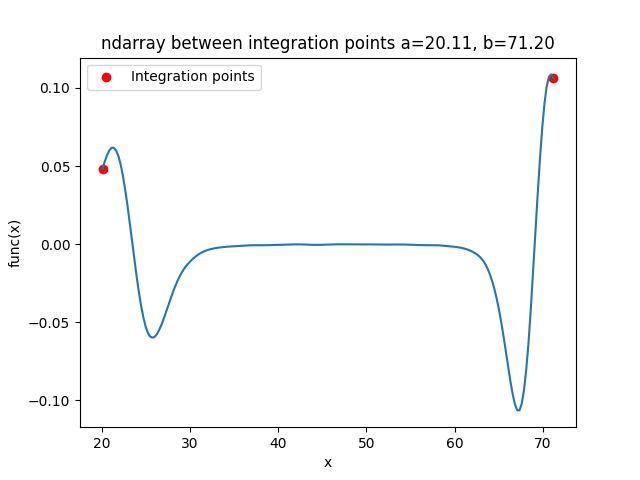 ndarray between integration points a=20.11, b=71.20
Integration points
0.10
0.05
0.00
−0.05
−0.10
func(x)
20 30 40 50 60 70
x